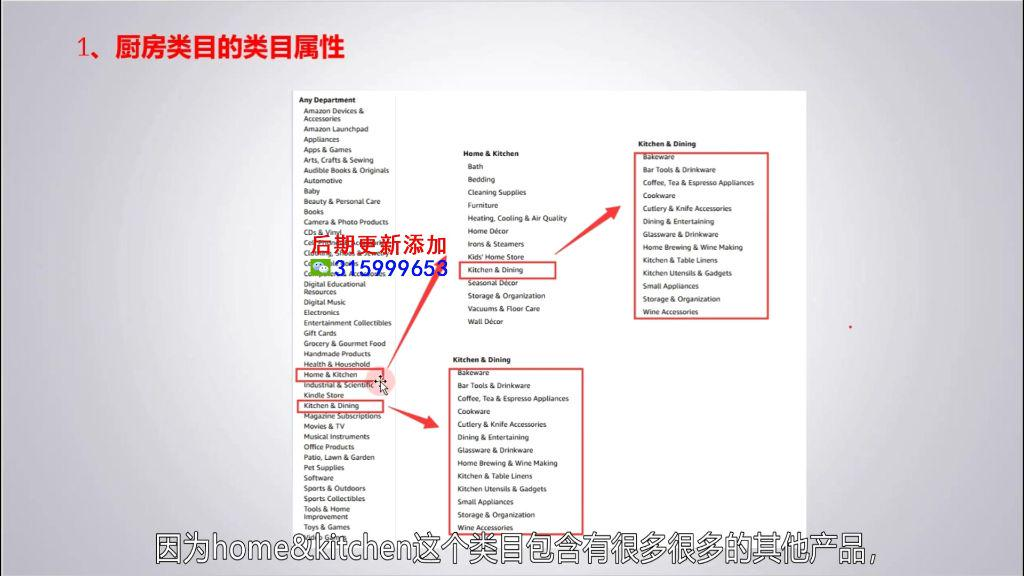 1、厨房类目的类目属性
Any Department
Amazon Devices &
Accessories
Amazon Launchpad
Appliances
Apps & Games
Arts, Crafts & Sewing
Audible Books & Originals
Automotive
Baby
Beauty & Personal Care
Books
Camera & Photo Products
CDs & Vinyl
后期更新添加
315999653
Digital Educational
Resources
Digital Music
Electronics
Entertainment Collectibles
Gift Cards
Grocery & Gourmet Food
Handmade Products
Health & Household
Home & Kitchen
Industrial & Scientific
Kindle Store
Kitchen & Dining
Magazine Subscriptions
Movies & TV
Musical Instruments
Office Products
Patio, Lawn & Garden
Pet Supplies
Software
Sports & Outdoors
Sports Collectibles
Tools & Home
Improvement
Toys & Games
Home & Kitchen
Bath
Bedding
Cleaning Supplies
Furniture
Heating, Cooling & Air Quality
Home Décor
Irons & Steamers
Kids' Home Store
Kitchen & Dining
Seasonal Décor
Storage & Organization
Vacuums & Floor Care
Wall Décor
Kitchen & Dining
Bakeware
Bar Tools & Drinkware
Coffee, Tea & Espresso Appliances
Cookware
Cutlery & Knife Accessories
Dining & Entertaining
Glassware & Drinkware
Home Brewing & Wine Making
Kitchen & Table Linens
Kitchen Utensils & Gadgets
Small Appliances
Storage & Organization
Wine Accessories
Kitchen & Dining
Bakeware
Bar Tools & Drinkware
Coffee, Tea & Espresso Appliances
Cookware
Cutlery & Knife Accessories
Dining & Entertaining
Glassware & Drinkware
Home Brewing & Wine Making
Kitchen & Table Linens
Kitchen Utensils & Gadgets
Small Appliances
Storage & Organization
Wine Accessories
因为home&kitchen这个类目包含有很多很多的其他产品，